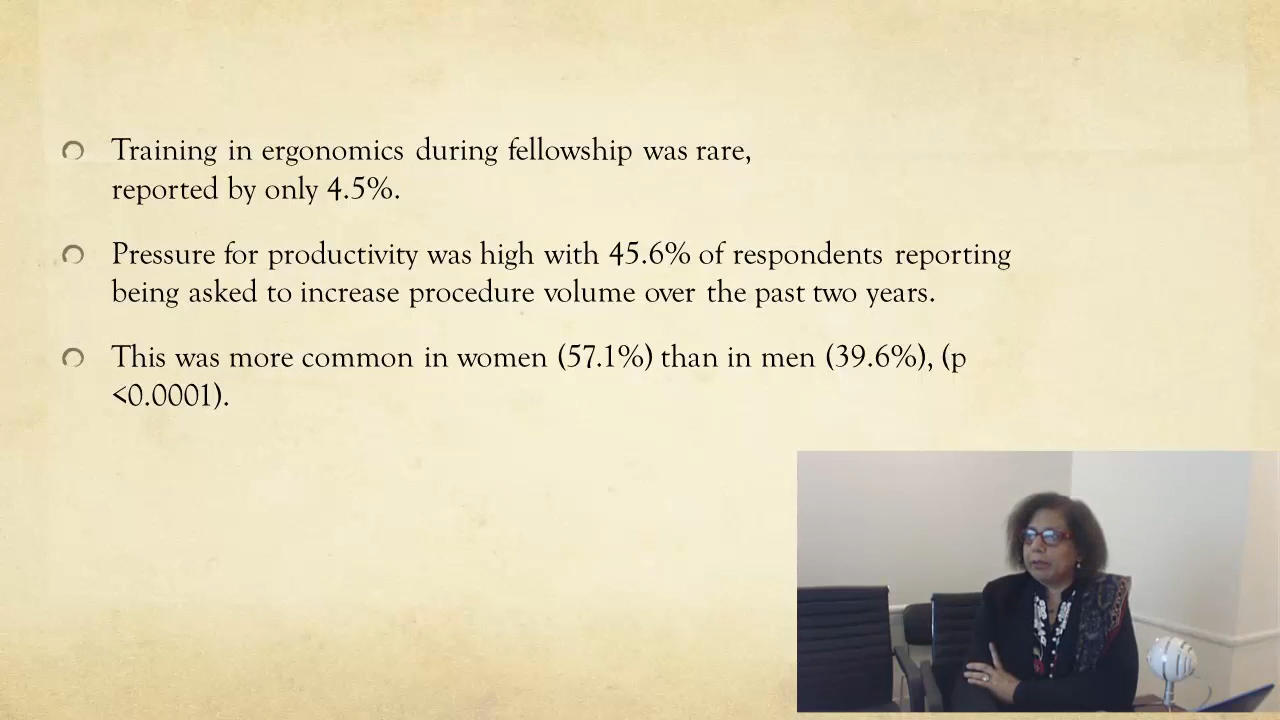 Training in ergonomics during fellowship was rare,
reported by only 4.5%.
Pressure for productivity was high with 45.6% of respondents reporting
being asked to increase procedure volume over the past two years.
This was more common in women (57.1%) than in men (39.6%), (p
<0.0001).